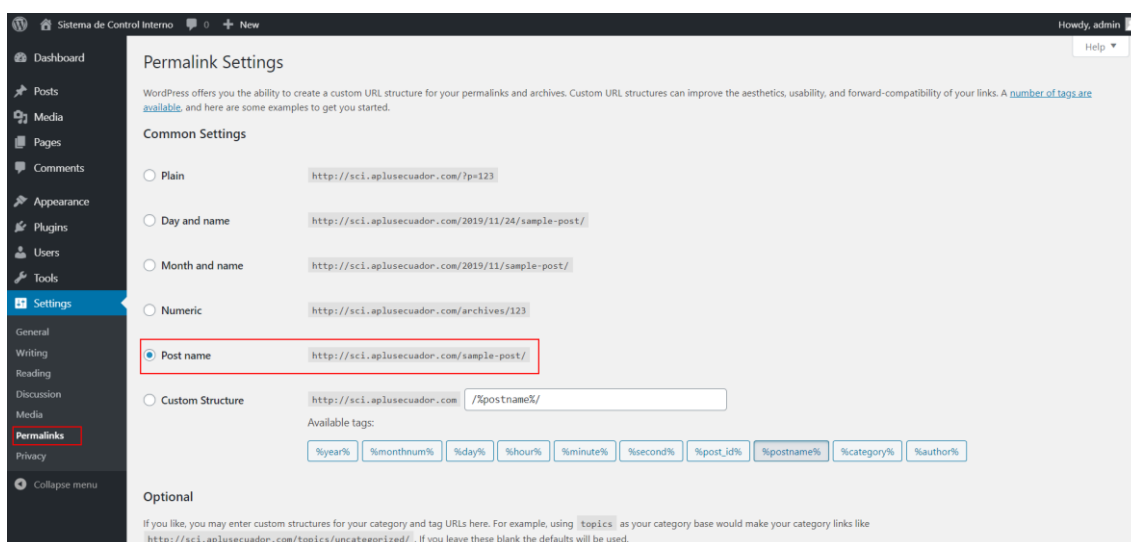 Sistema de Control Interno 0 + New
Howdy, admin
Help ▼
Dashboard
Posts
Media
Pages
Comments
Appearance
Plugins
Users
Tools
Settings
General
Writing
Reading
Discussion
Media
Permalinks
Privacy
Collapse menu
Permalink Settings
WordPress offers you the ability to create a custom URL structure for your permalinks and archives. Custom URL structures can improve the aesthetics, usability, and forward-compatibility of your links. A number of tags are
available, and here are some examples to get you started.
Common Settings
Plain http://sci.aplusecuador.com/?p=123
Day and name http://sci.aplusecuador.com/2019/11/24/sample-post/
Month and name http://sci.aplusecuador.com/2019/11/sample-post/
Numeric http://sci.aplusecuador.com/archives/123
Post name http://sci.aplusecuador.com/sample-post/
Custom Structure http://sci.aplusecuador.com /%postname%/
Available tags:
%year% %monthnum% %day% %hour% %minute% %second% %post_id% %postname% %category% %author%
Optional
If you like, you may enter custom structures for your category and tag URLs here. For example, using topics as your category base would make your category links like
http://sci.aplusecuador.com/topics/uncategorized/ . If you leave these blank the defaults will be used.